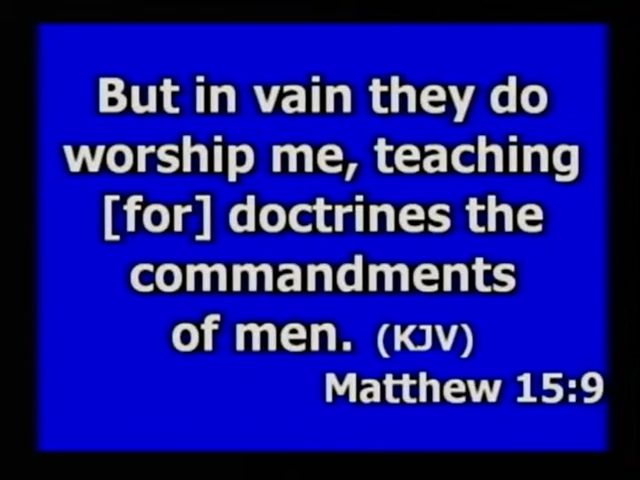 But in vain they do
worship me, teaching
[for] doctrines the
commandments
of men. (KJV)
Matthew 15:9